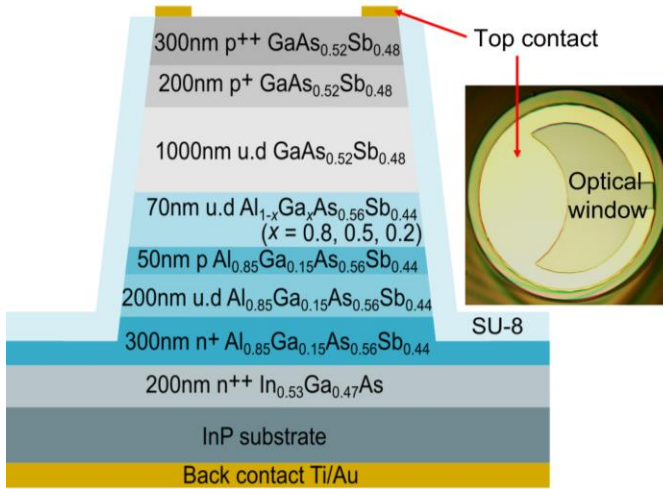 300nm p⁺⁺ GaAs₀.₅₂Sb₀.₄₈
Top contact
200nm p⁺ GaAs₀.₅₂Sb₀.₄₈
1000nm u.d GaAs₀.₅₂Sb₀.₄₈
Optical
window
70nm u.d Al₁₋ₓGaₓAs₀.₅₆Sb₀.₄₄
(x = 0.8, 0.5, 0.2)
50nm p Al₀.₈₅Ga₀.₁₅As₀.₅₆Sb₀.₄₄
200nm u.d Al₀.₈₅Ga₀.₁₅As₀.₅₆Sb₀.₄₄
SU-8
300nm n+ Al₀.₈₅Ga₀.₁₅As₀.₅₆Sb₀.₄₄
200nm n⁺⁺ In₀.₅₃Ga₀.₄₇As
InP substrate
Back contact Ti/Au